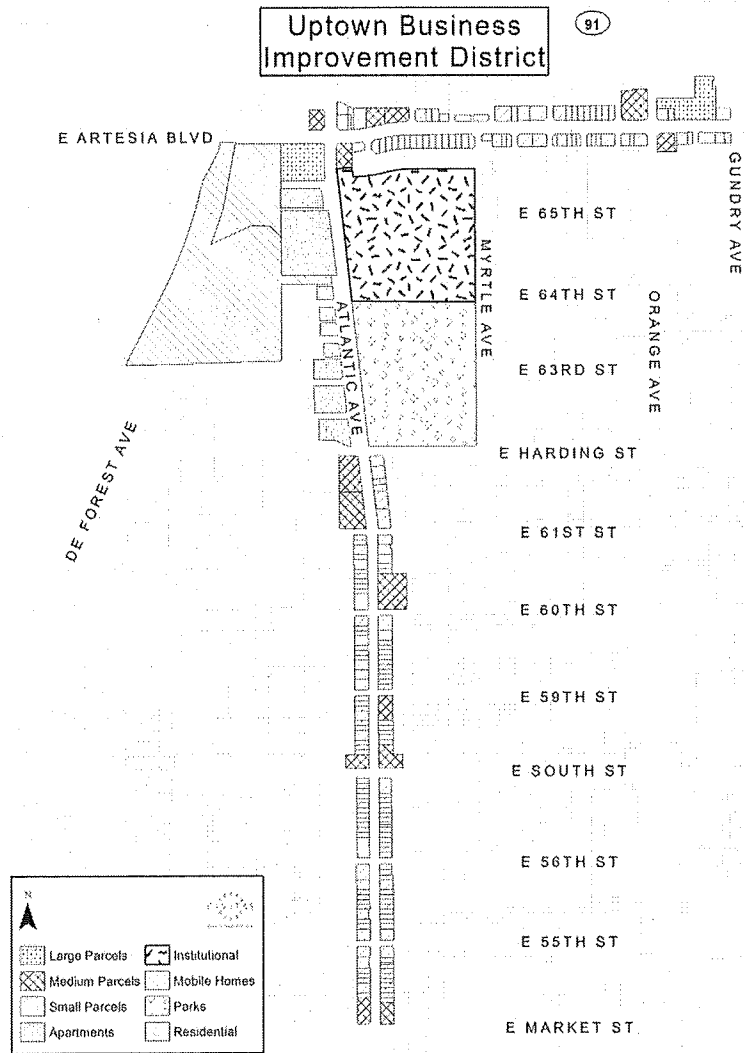 Uptown Business
Improvement District
91
E ARTESIA BLVD
GUNDRY AVE
E 65TH ST
MYRTLE AVE
E 64TH ST
ORANGE AVE
ATLANTIC AVE
E 63RD ST
E HARDING ST
DE FOREST AVE
E 61ST ST
E 60TH ST
E 59TH ST
E SOUTH ST
E 56TH ST
E 55TH ST
E MARKET ST
N
Large Parcels
Institutional
Medium Parcels
Mobile Homes
Small Parcels
Parks
Apartments
Residential